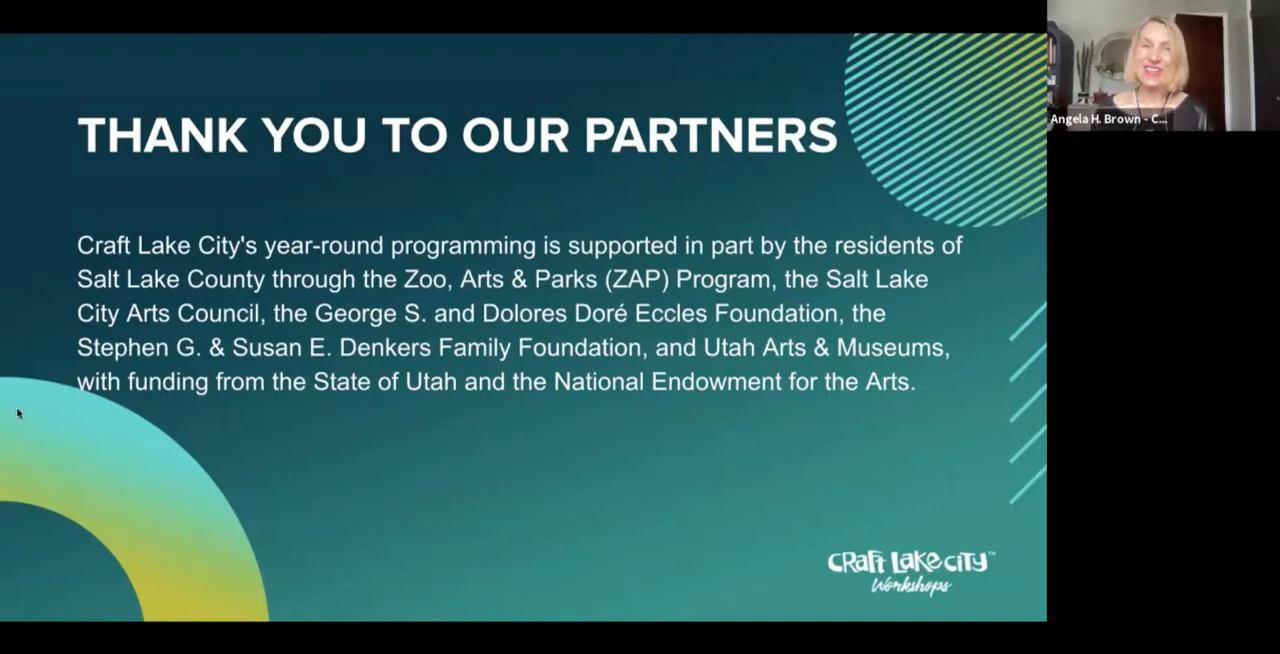 THANK YOU TO OUR PARTNERS
Craft Lake City's year-round programming is supported in part by the residents of
Salt Lake County through the Zoo, Arts & Parks (ZAP) Program, the Salt Lake
City Arts Council, the George S. and Dolores Doré Eccles Foundation, the
Stephen G. & Susan E. Denkers Family Foundation, and Utah Arts & Museums,
with funding from the State of Utah and the National Endowment for the Arts.
CRAFT LAKE CITY™
Workshops
Angela H. Brown - C...